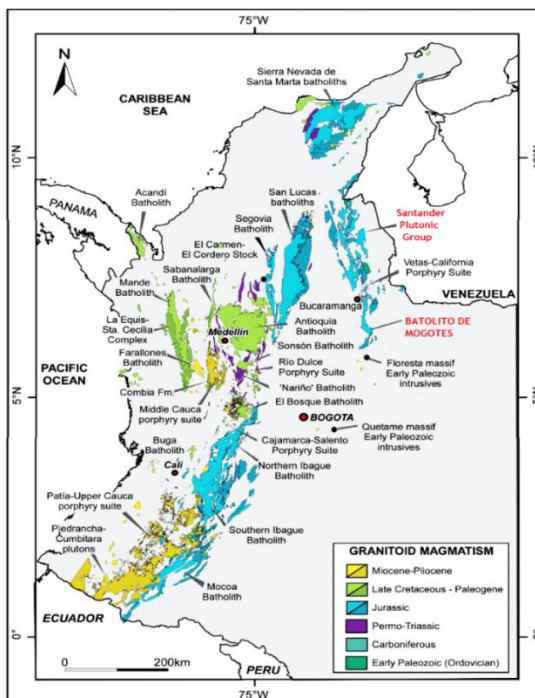 75°W
N
CARIBBEAN
SEA
Sierra Nevada de
Santa Marta batholiths
10°N
10°N
PANAMA
Acandí
Batholith
San Lucas
batholiths
Segovia
Batholith
Santander
Plutonic
Group
El Carmen-
El Cordero Stock
Sabanalarga
Batholith
Vetas-California
Porphyry Suite
Mande
Batholith
VENEZUELA
Bucaramanga
La Equis-
Sta. Cecilia
Complex
Medellín
Antioquia
Batholith
BATOLITO DE
MOGOTES
Sonsón Batholith
Farallones
Batholith
Río Dulce
Porphyry Suite
Floresta massif
Early Paleozoic
intrusives
PACIFIC
OCEAN
Combia Fm.
'Nariño' Batholith
5°N
5°N
Middle Cauca
porphyry suite
El Bosque Batholith
BOGOTA
Buga
Batholith
Cajamarca-Salento
Porphyry Suite
Quetame massif
Early Paleozoic
intrusives
Cali
Northern Ibague
Batholith
Patía-Upper Cauca
porphyry suite
Piedrancha-
Cumbitara
plutons
Southern Ibague
Batholith
Mocoa
Batholith
GRANITOID MAGMATISM
Miocene-Pliocene
Late Cretaceous - Paleogene
Jurassic
Permo-Triassic
Carboniferous
Early Paleozoic (Ordovician)
ECUADOR
0°
0°
0
200km
PERU
75°W